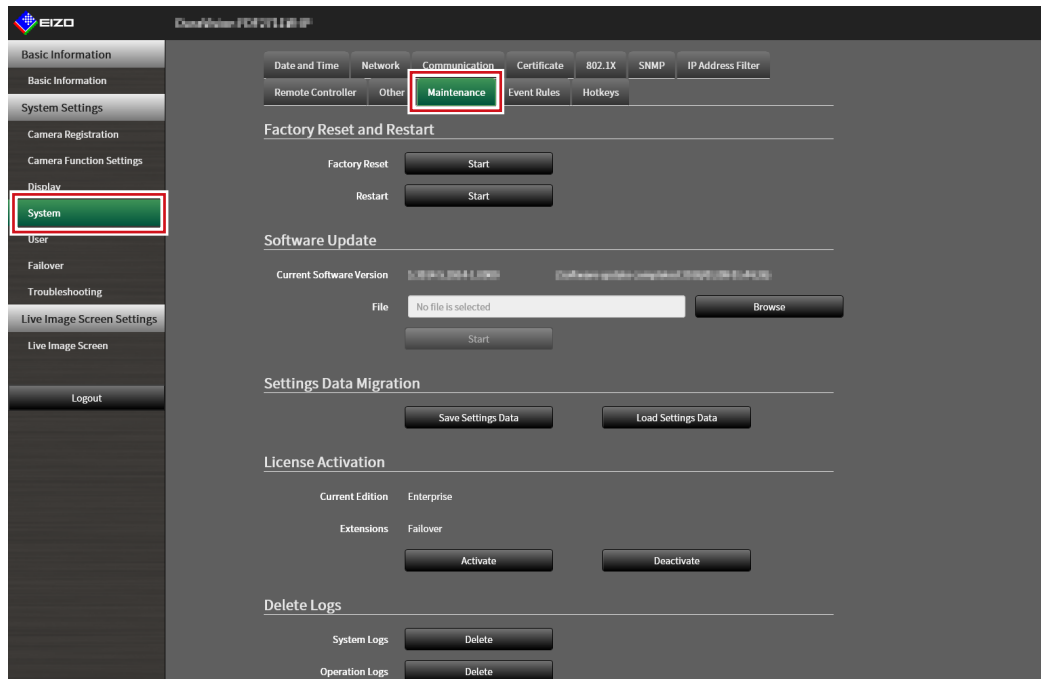 EIZO
Basic Information
Basic Information
System Settings
Camera Registration
Camera Function Settings
Display
System
User
Failover
Troubleshooting
Live Image Screen Settings
Live Image Screen
Logout
Date and Time Network Communication Certificate 802.1X SNMP IP Address Filter
Remote Controller Other Maintenance Event Rules Hotkeys
Factory Reset and Restart
Factory Reset Start
Restart Start
Software Update
Current Software Version
File No file is selected Browse
Start
Settings Data Migration
Save Settings Data Load Settings Data
License Activation
Current Edition Enterprise
Extensions Failover
Activate Deactivate
Delete Logs
System Logs Delete
Operation Logs Delete